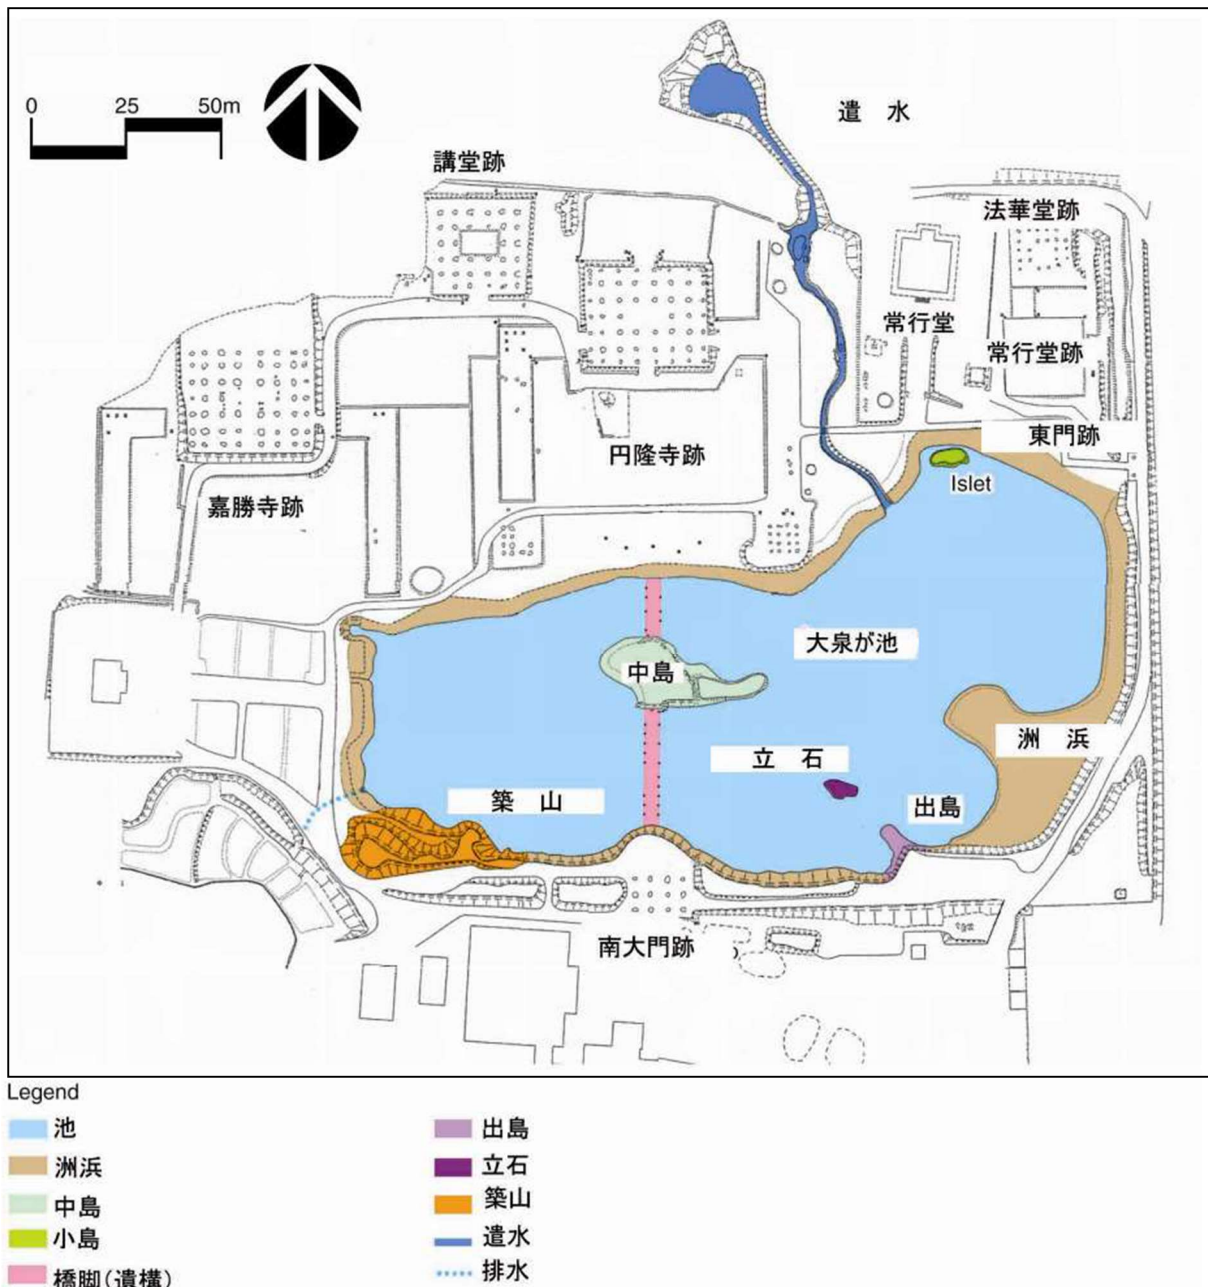 0 25 50m
遣 水
講堂跡
法華堂跡
常行堂
常行堂跡
東門跡
円隆寺跡
Islet
嘉勝寺跡
大泉が池
中島
洲 浜
立 石
築 山
出島
南大門跡
Legend
池
洲浜
中島
小島
橋脚(遺構)
出島
立石
築山
遣水
排水